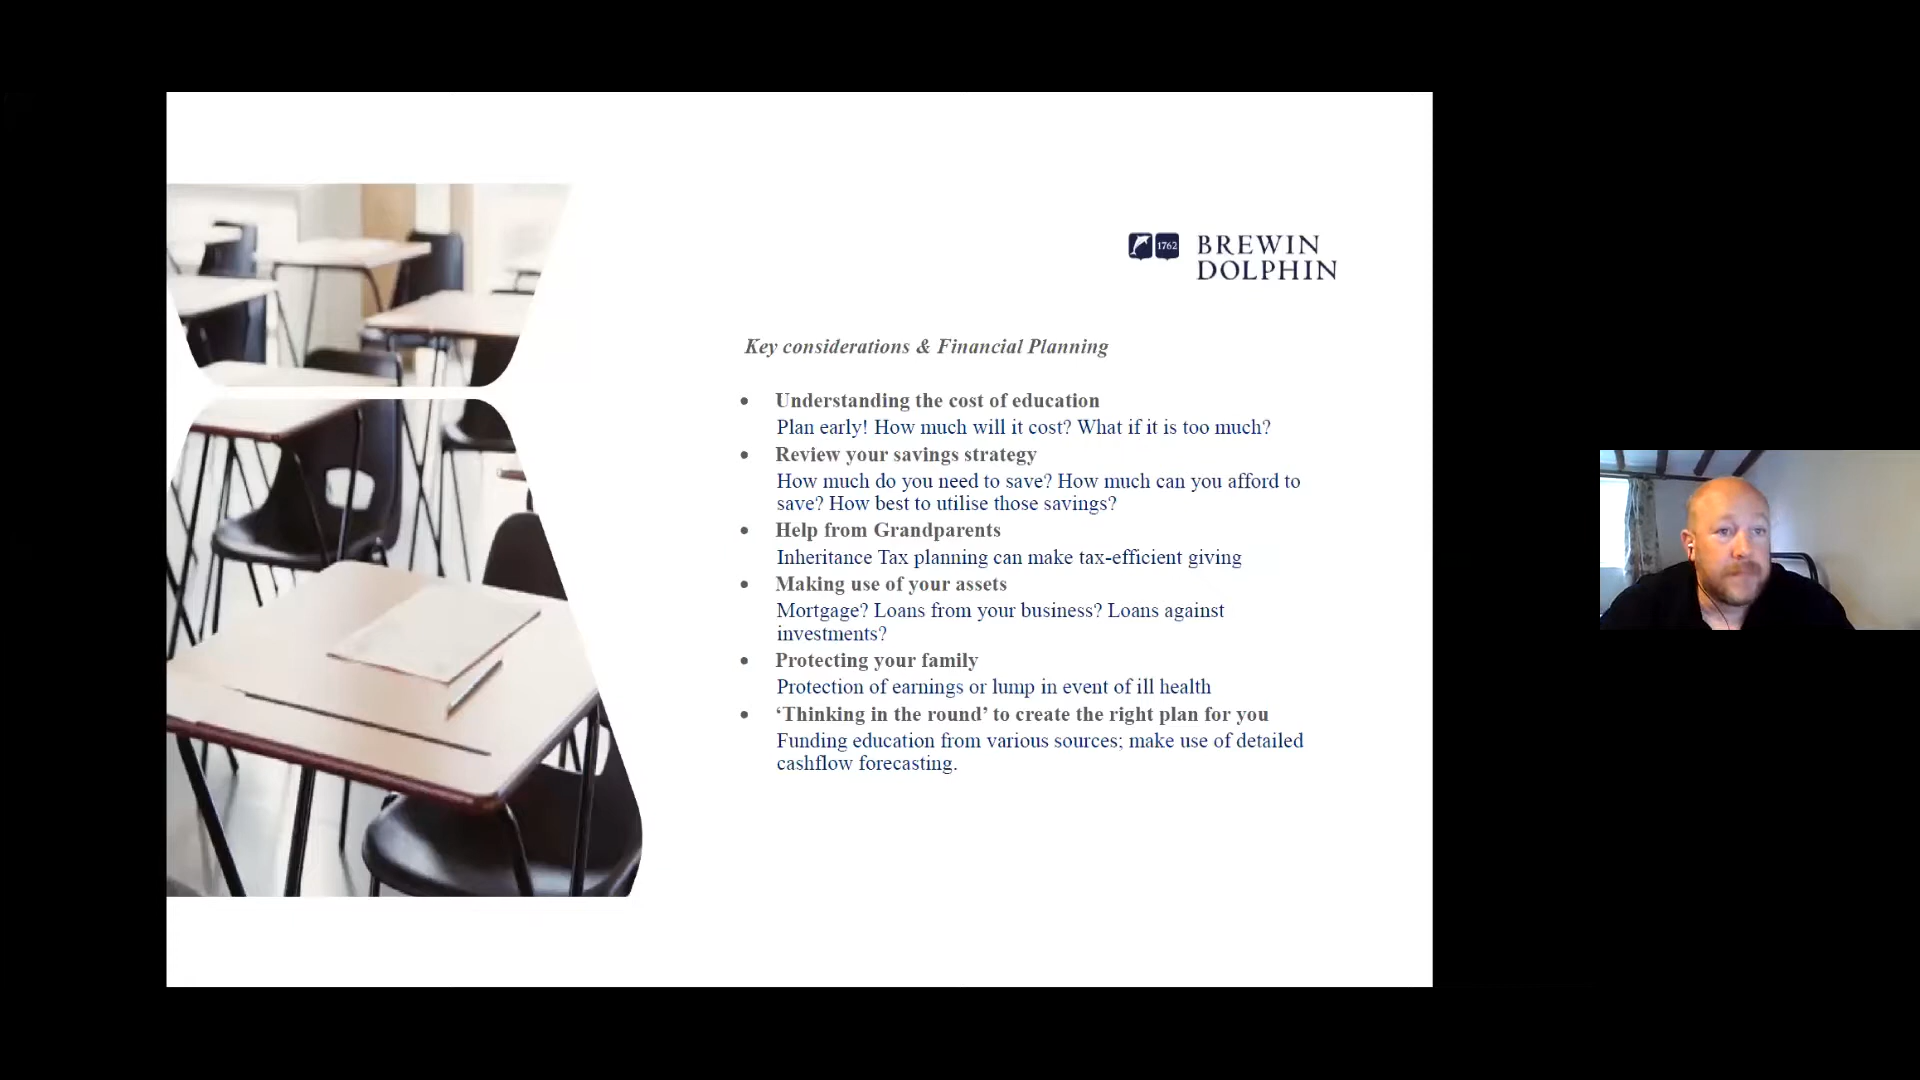 1762
BREWIN
DOLPHIN
Key considerations & Financial Planning
• Understanding the cost of education
Plan early! How much will it cost? What if it is too much?
• Review your savings strategy
How much do you need to save? How much can you afford to
save? How best to utilise those savings?
• Help from Grandparents
Inheritance Tax planning can make tax-efficient giving
• Making use of your assets
Mortgage? Loans from your business? Loans against
investments?
• Protecting your family
Protection of earnings or lump in event of ill health
• ‘Thinking in the round’ to create the right plan for you
Funding education from various sources; make use of detailed
cashflow forecasting.